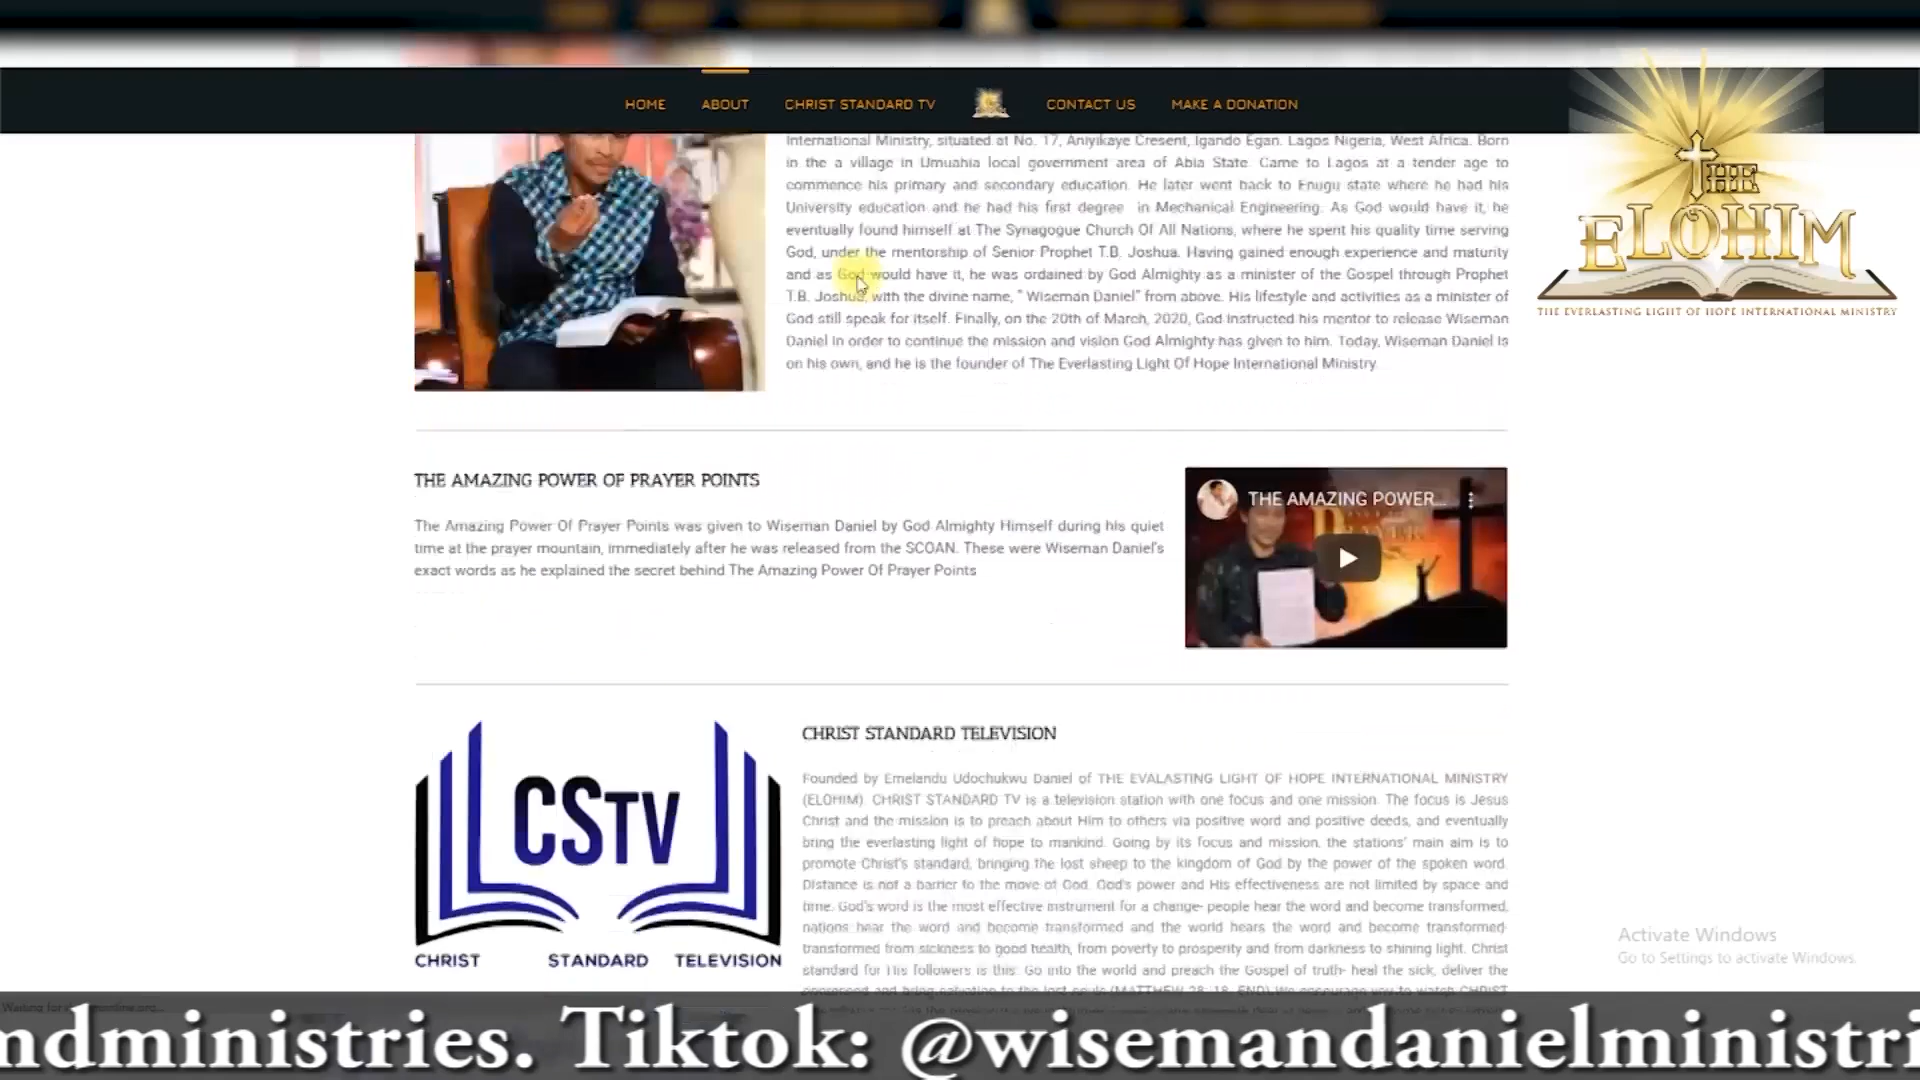 HOME
ABOUT
CHRIST STANDARD TV
CONTACT US
MAKE A DONATION
THE
ELOHIM
THE EVERLASTING LIGHT OF HOPE INTERNATIONAL MINISTRY
International Ministry, situated at No. 17, Aniyikaye Cresent, Igando Egan. Lagos Nigeria, West Africa. Born
in the a village in Umuahia local government area of Abia State. Came to Lagos at a tender age to
commence his primary and secondary education. He later went back to Enugu state where he had his
University education and he had his first degree in Mechanical Engineering. As God would have it, he
eventually found himself at The Synagogue Church Of All Nations, where he spent his quality time serving
God, under the mentorship of Senior Prophet T.B. Joshua. Having gained enough experience and maturity
and as God would have it, he was ordained by God Almighty as a minister of the Gospel through Prophet
T.B. Joshua, with the divine name, " Wiseman Daniel" from above. His lifestyle and activities as a minister of
God still speak for itself. Finally, on the 20th of March, 2020, God instructed his mentor to release Wiseman
Daniel in order to continue the mission and vision God Almighty has given to him. Today, Wiseman Daniel is
on his own, and he is the founder of The Everlasting Light Of Hope International Ministry.
THE AMAZING POWER OF PRAYER POINTS
The Amazing Power Of Prayer Points was given to Wiseman Daniel by God Almighty Himself during his quiet
time at the prayer mountain, immediately after he was released from the SCOAN. These were Wiseman Daniel's
exact words as he explained the secret behind The Amazing Power Of Prayer Points
THE AMAZING POWER...
CSTV
CHRIST STANDARD TELEVISION
CHRIST STANDARD TELEVISION
Founded by Emelandu Udochukwu Daniel of THE EVALASTING LIGHT OF HOPE INTERNATIONAL MINISTRY
(ELOHIM). CHRIST STANDARD TV is a television station with one focus and one mission. The focus is Jesus
Christ and the mission is to preach about Him to others via positive word and positive deeds, and eventually
bring the everlasting light of hope to mankind. Going by its focus and mission, the stations' main aim is to
promote Christ's standard, bringing the lost sheep to the kingdom of God by the power of the spoken word.
Distance is not a barrier to the move of God. God's power and His effectiveness are not limited by space and
time. God's word is the most effective instrument for a change- people hear the word and become transformed,
nations hear the word and become transformed and the world hears the word and become transformed-
transformed from sickness to good health, from poverty to prosperity and from darkness to shining light. Christ
standard for His followers is this: Go into the world and preach the Gospel of truth- heal the sick, deliver the
Activate Windows
Go to Settings to activate Windows.
mdministries. Tiktok: @wisemandanielministri